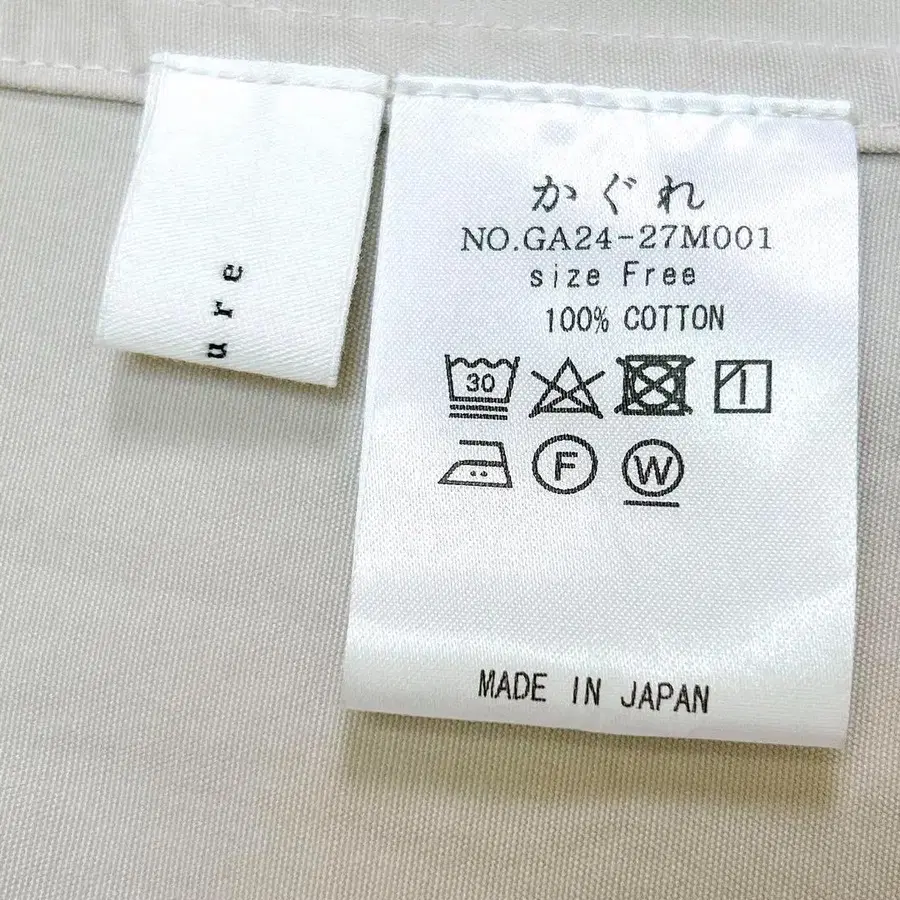 ure
かぐれ
NO.GA24-27M001
size Free
100% COTTON
30
F W
MADE IN JAPAN